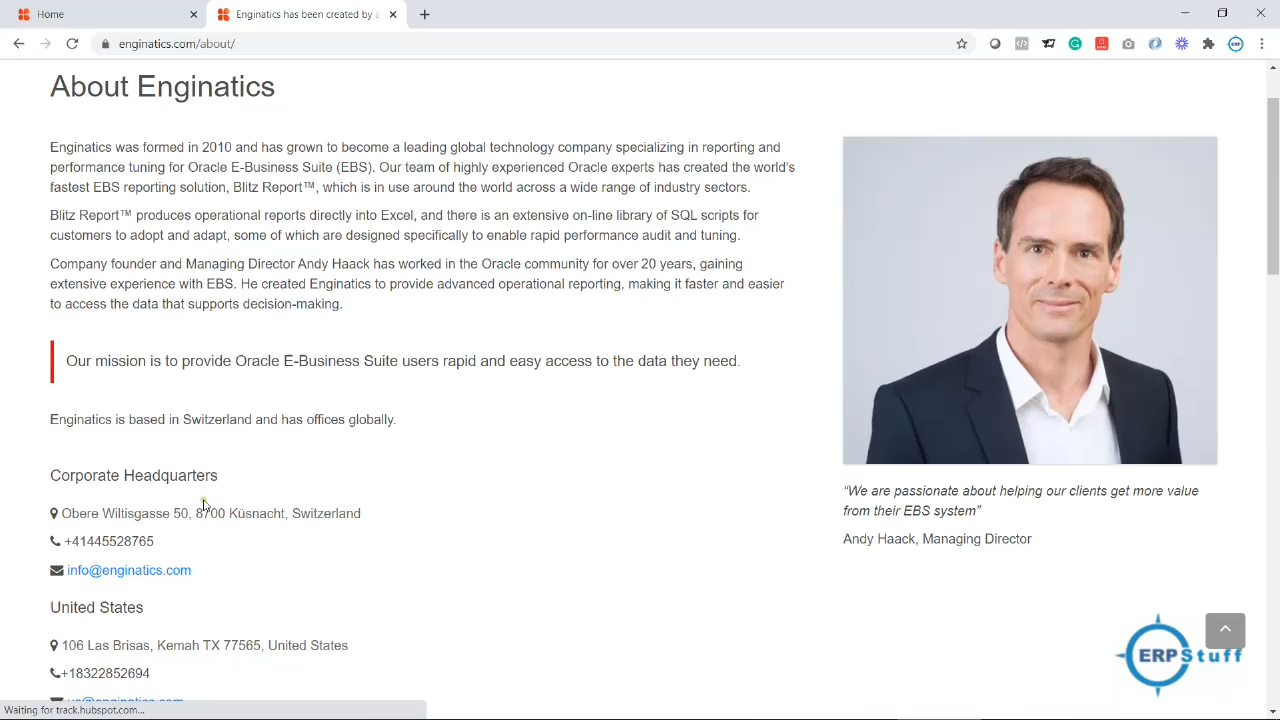 Home
Enginatics has been created by a
enginatics.com/about/
About Enginatics
Enginatics was formed in 2010 and has grown to become a leading global technology company specializing in reporting and
performance tuning for Oracle E-Business Suite (EBS). Our team of highly experienced Oracle experts has created the world's
fastest EBS reporting solution, Blitz Report™, which is in use around the world across a wide range of industry sectors.
Blitz Report™ produces operational reports directly into Excel, and there is an extensive on-line library of SQL scripts for
customers to adopt and adapt, some of which are designed specifically to enable rapid performance audit and tuning.
Company founder and Managing Director Andy Haack has worked in the Oracle community for over 20 years, gaining
extensive experience with EBS. He created Enginatics to provide advanced operational reporting, making it faster and easier
to access the data that supports decision-making.
Our mission is to provide Oracle E-Business Suite users rapid and easy access to the data they need.
Enginatics is based in Switzerland and has offices globally.
Corporate Headquarters
Obere Wiltisgasse 50, 8700 Küsnacht, Switzerland
+41445528765
info@enginatics.com
United States
106 Las Brisas, Kemah TX 77565, United States
+18322852694
us@enginatics.com
“We are passionate about helping our clients get more value
from their EBS system”
Andy Haack, Managing Director
ERPStuff
Waiting for track.hubspot.com...